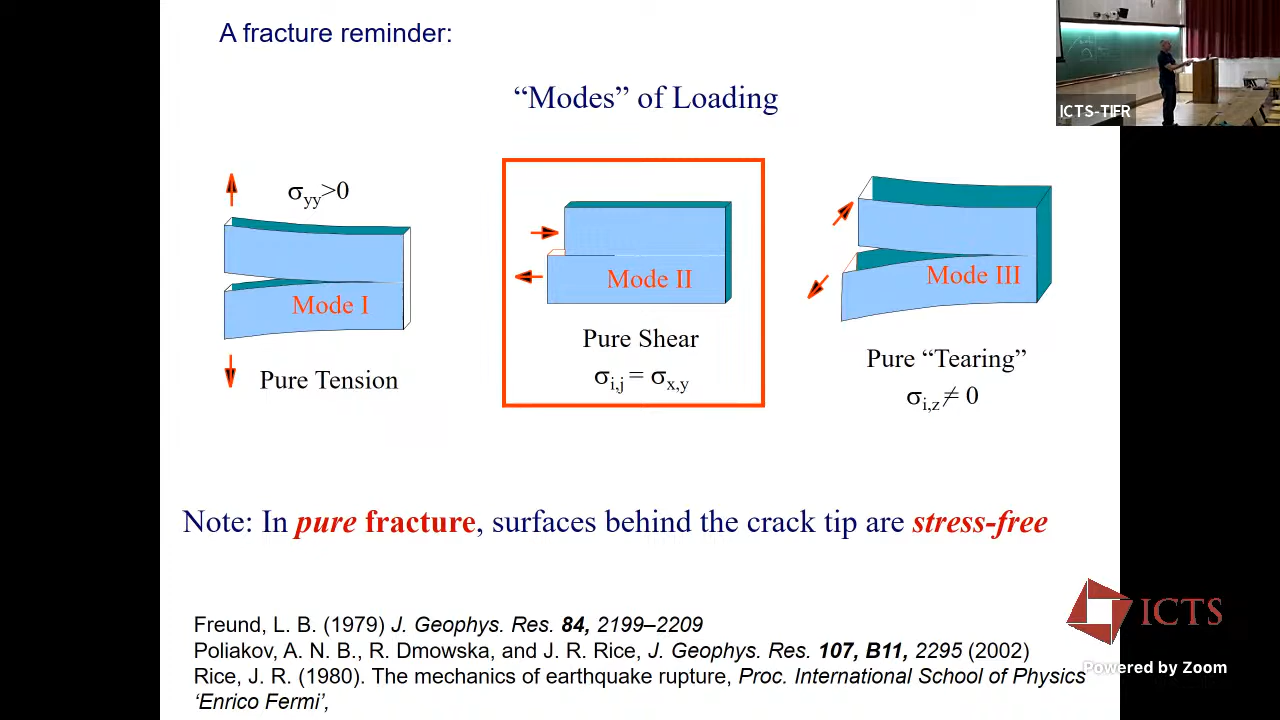 A fracture reminder:
“Modes” of Loading
ICTS-TIFR
σyy>0
Mode I
Pure Tension
Mode II
Pure Shear
σi,j = σx,y
Mode III
Pure “Tearing”
σi,z ≠ 0
Note: In pure fracture, surfaces behind the crack tip are stress-free
Freund, L. B. (1979) J. Geophys. Res. 84, 2199–2209
Poliakov, A. N. B., R. Dmowska, and J. R. Rice, J. Geophys. Res. 107, B11, 2295 (2002)
Rice, J. R. (1980). The mechanics of earthquake rupture, Proc. International School of Physics
‘Enrico Fermi’,
ICTS
Powered by Zoom